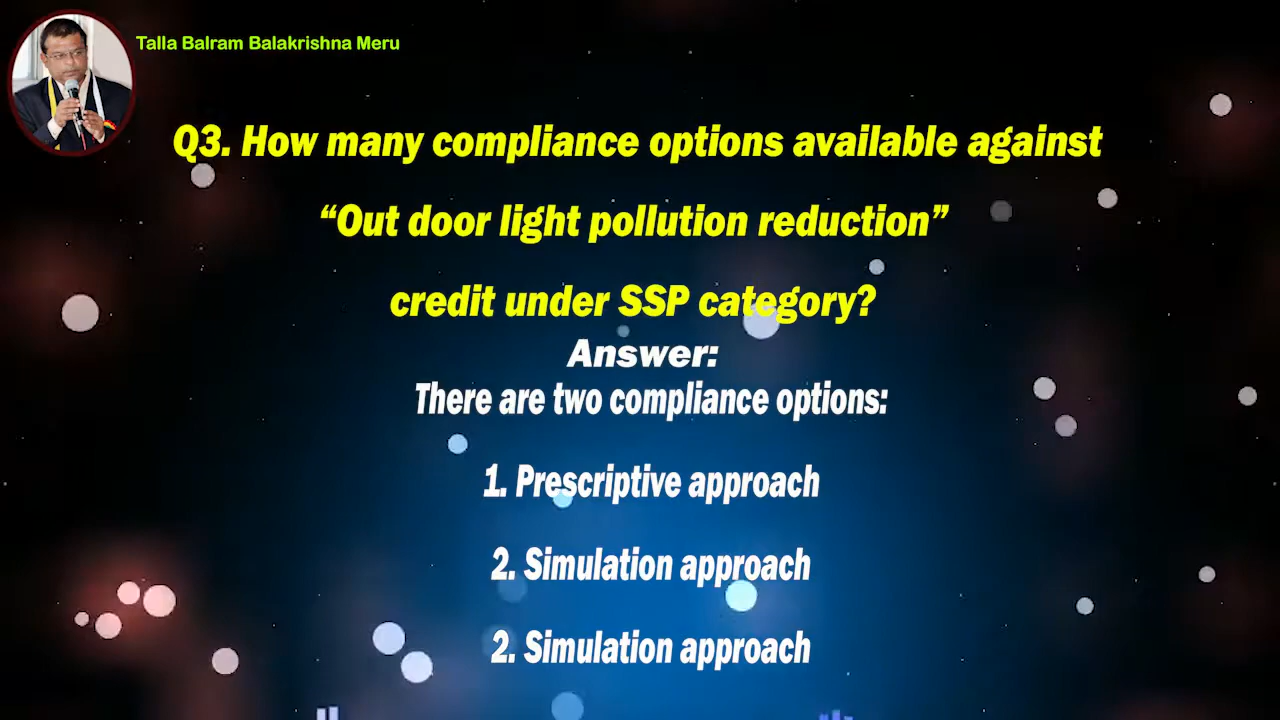 Talla Balram Balakrishna Meru
Q3. How many compliance options available against
“Out door light pollution reduction”
credit under SSP category?
Answer:
There are two compliance options:
1. Prescriptive approach
2. Simulation approach
2. Simulation approach